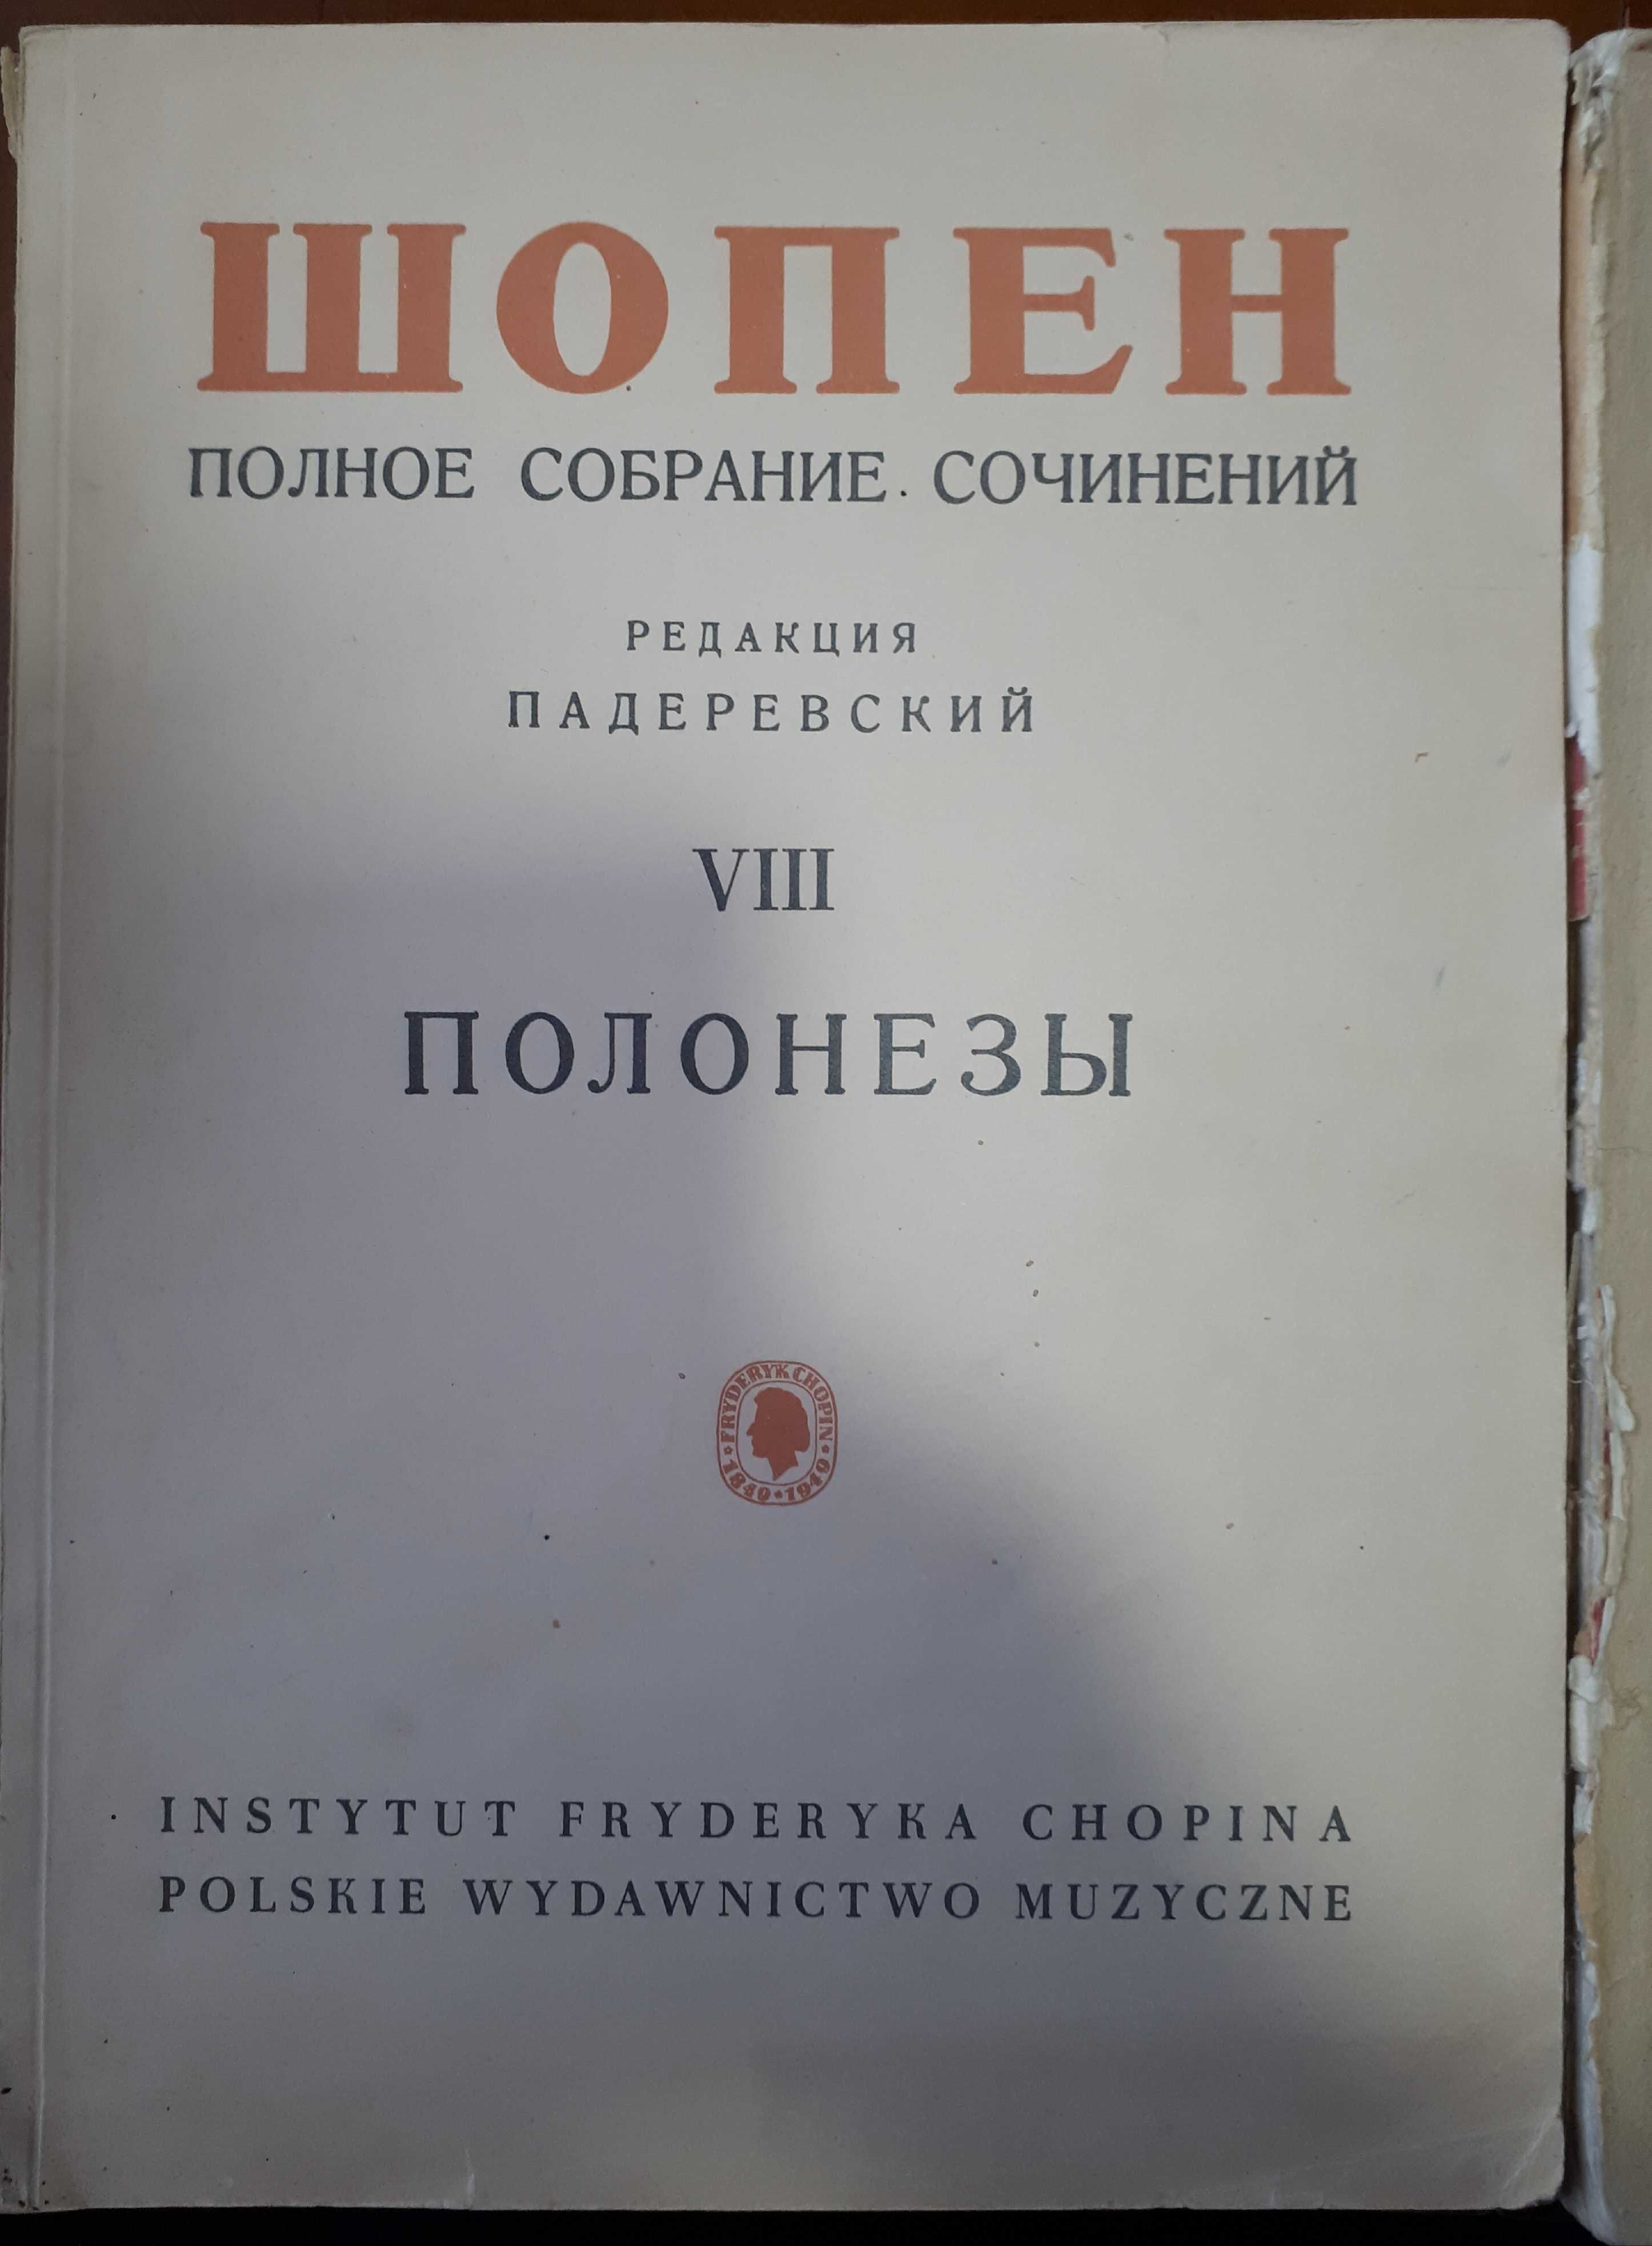 ШОПЕН
ПОЛНОЕ СОБРАНИЕ СОЧИНЕНИЙ
РЕДАКЦИЯ
ПАДЕРЕВСКИЙ
VIII
ПОЛОНЕЗЫ
FRYDERYK CHOPIN
1849 * 1949
INSTYTUT FRYDERYKA CHOPINA
POLSKIE WYDAWNICTWO MUZYCZNE